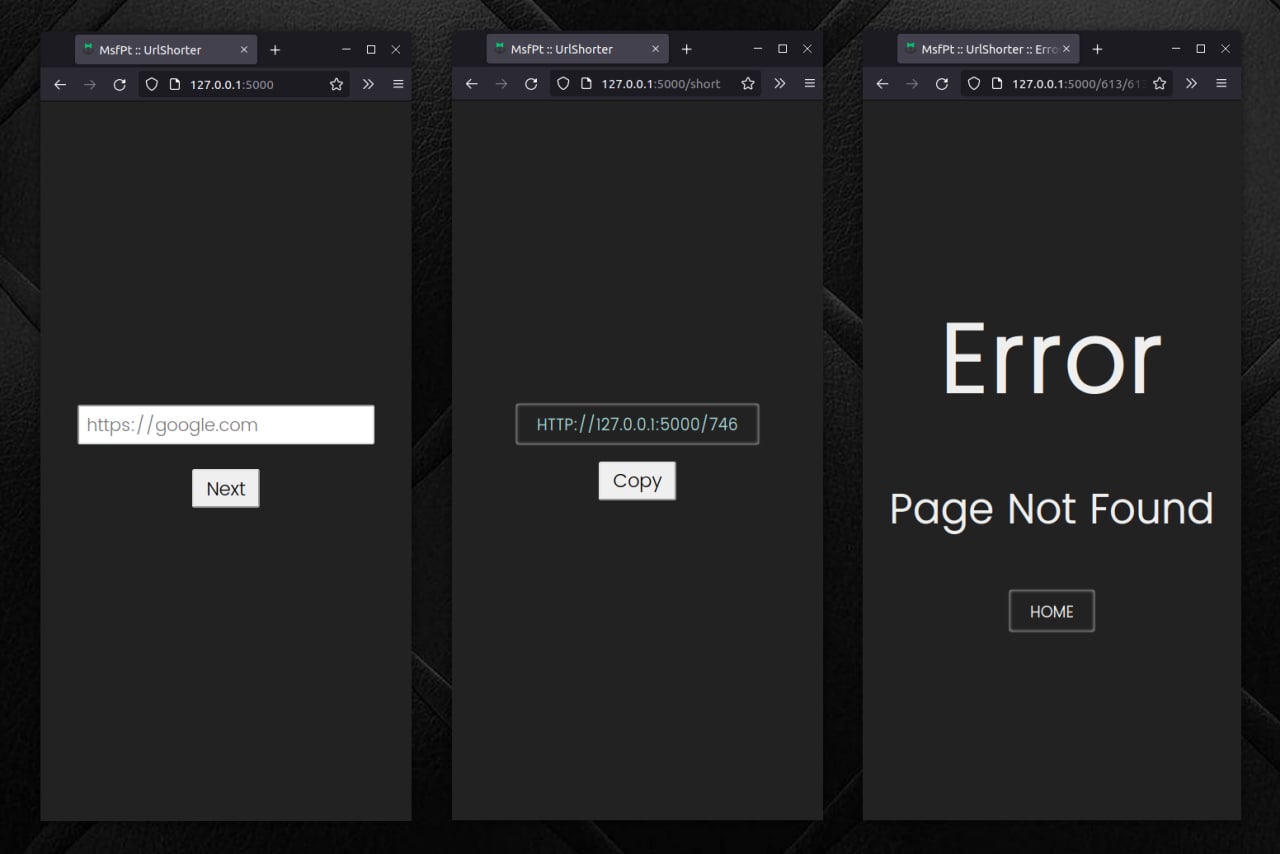 MsfPt :: UrlShorter
127.0.0.1:5000
https://google.com
Next
MsfPt :: UrlShorter
127.0.0.1:5000/short
HTTP://127.0.0.1:5000/746
Copy
MsfPt :: UrlShorter :: Erro
127.0.0.1:5000/613/61
Error
Page Not Found
HOME